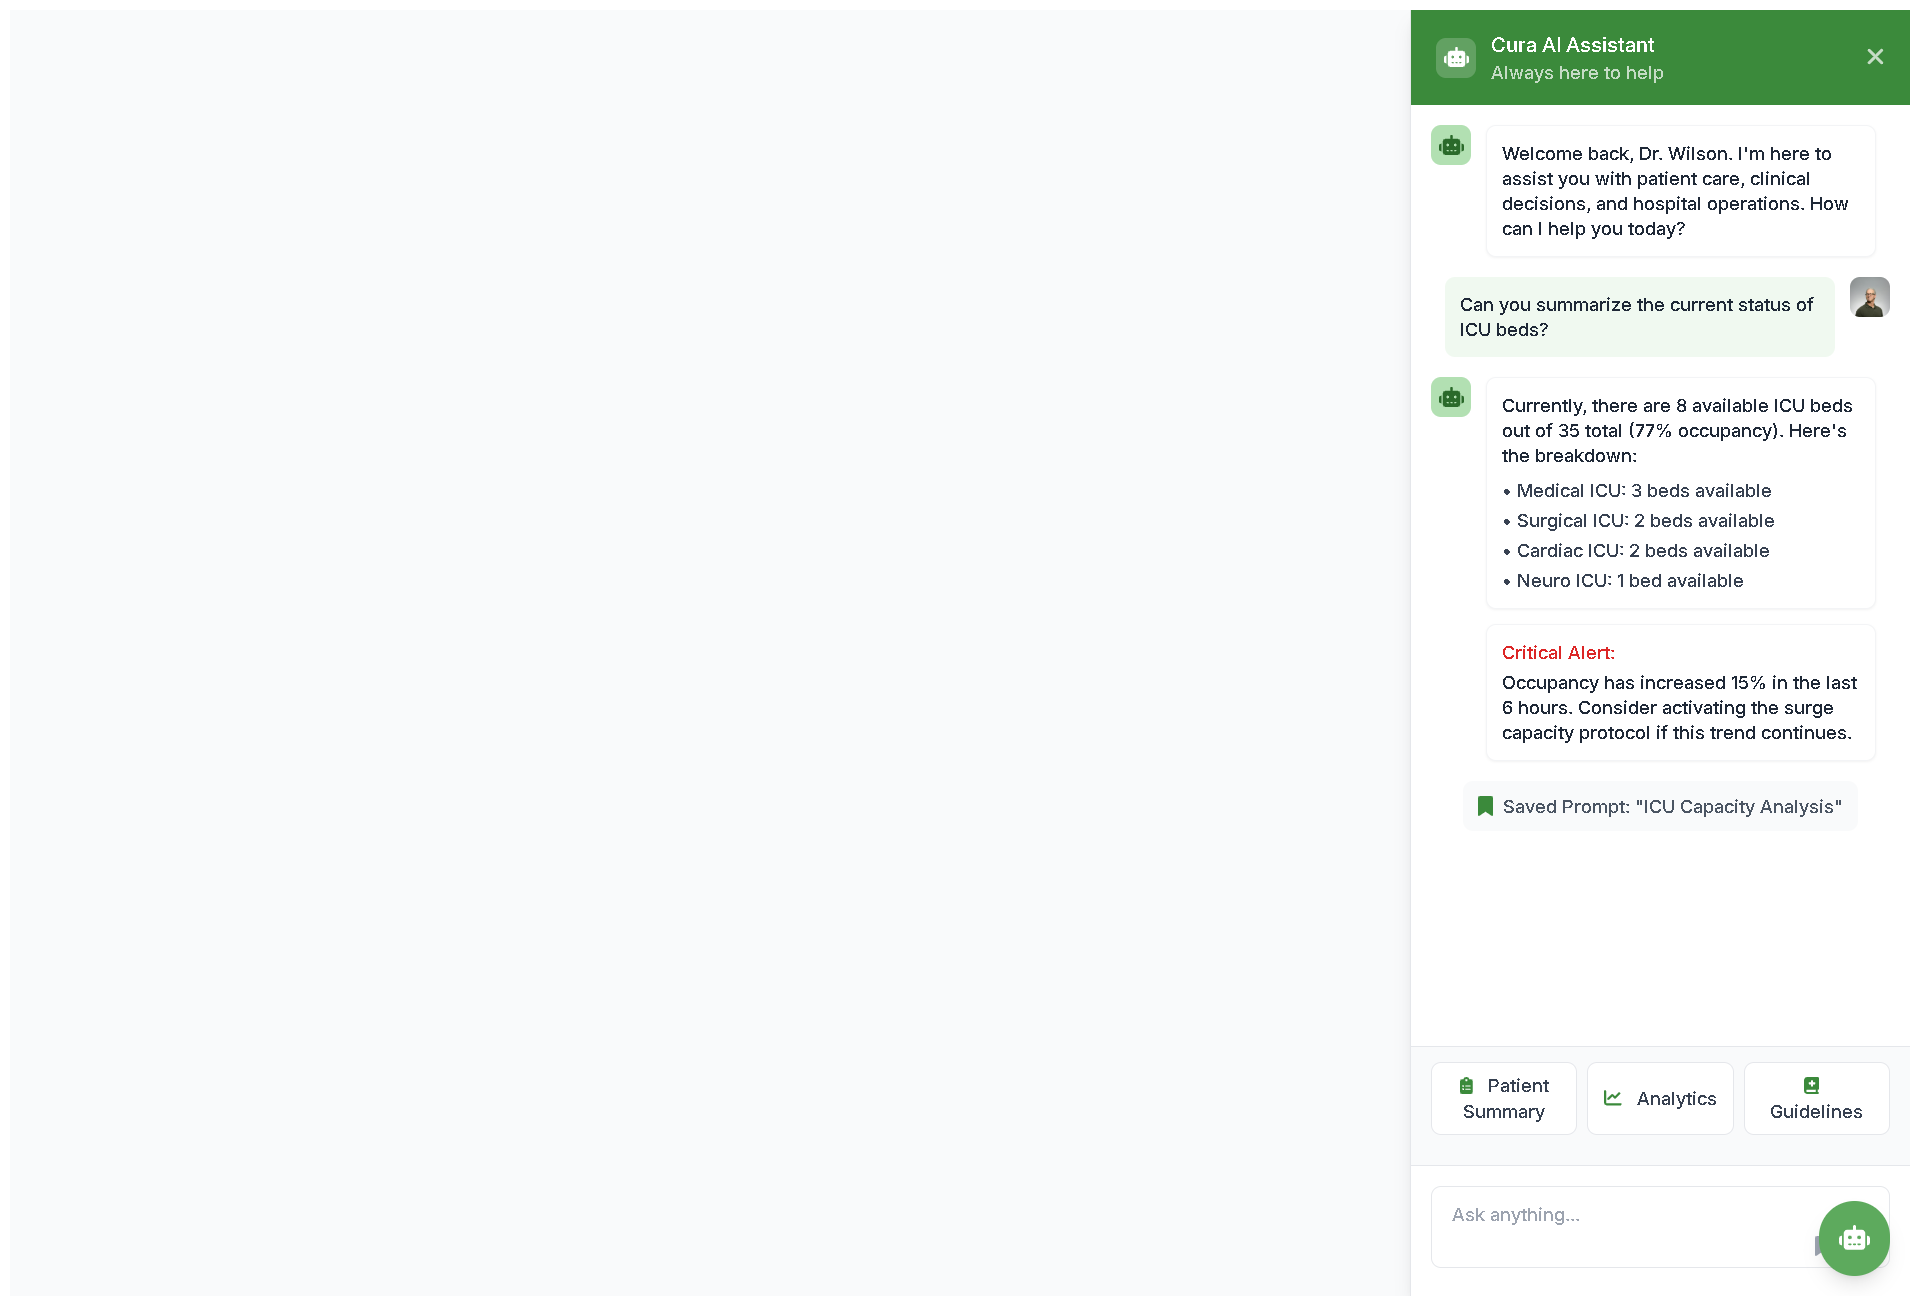 Cura AI Assistant
Always here to help
Welcome back, Dr. Wilson. I'm here to
assist you with patient care, clinical
decisions, and hospital operations. How
can I help you today?
Can you summarize the current status of
ICU beds?
Currently, there are 8 available ICU beds
out of 35 total (77% occupancy). Here's
the breakdown:
• Medical ICU: 3 beds available
• Surgical ICU: 2 beds available
• Cardiac ICU: 2 beds available
• Neuro ICU: 1 bed available
Critical Alert:
Occupancy has increased 15% in the last
6 hours. Consider activating the surge
capacity protocol if this trend continues.
Saved Prompt: "ICU Capacity Analysis"
Patient
Summary
Analytics
Guidelines
Ask anything...